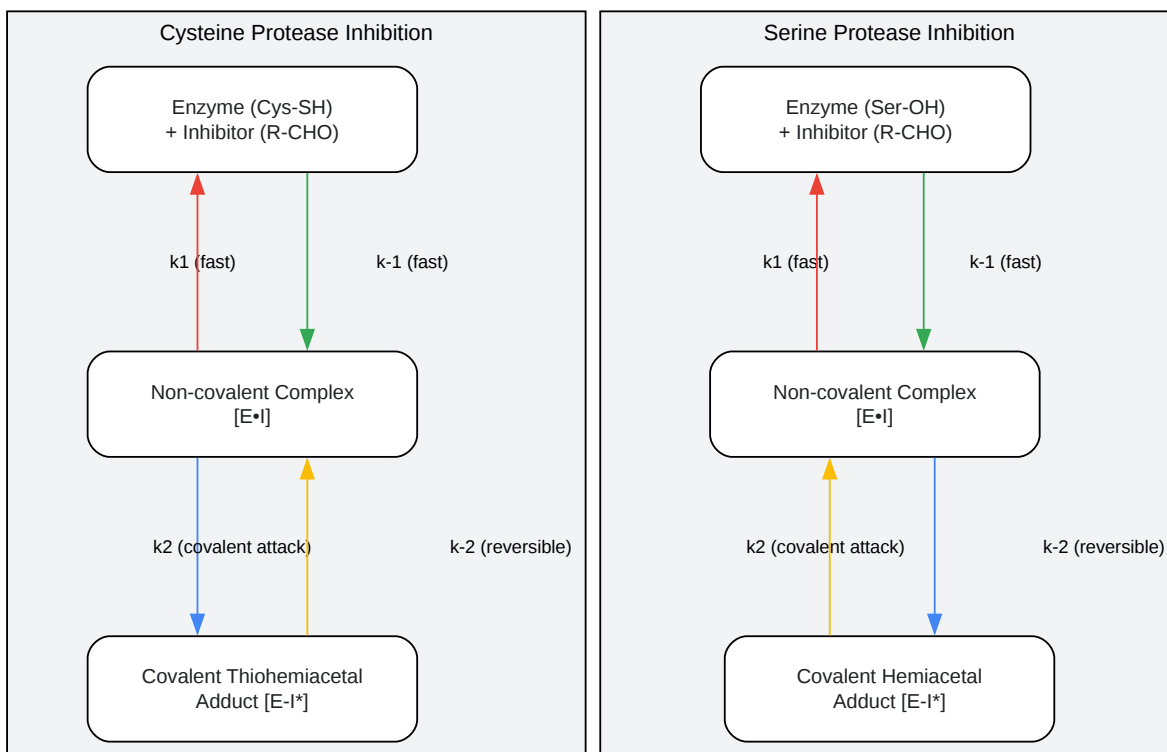 Cysteine Protease Inhibition
Enzyme (Cys-SH)
+ Inhibitor (R-CHO)
k1 (fast)
k-1 (fast)
Non-covalent Complex
[E•I]
k2 (covalent attack)
k-2 (reversible)
Covalent Thiohemiacetal
Adduct [E-I*]
Serine Protease Inhibition
Enzyme (Ser-OH)
+ Inhibitor (R-CHO)
k1 (fast)
k-1 (fast)
Non-covalent Complex
[E•I]
k2 (covalent attack)
k-2 (reversible)
Covalent Hemiacetal
Adduct [E-I*]